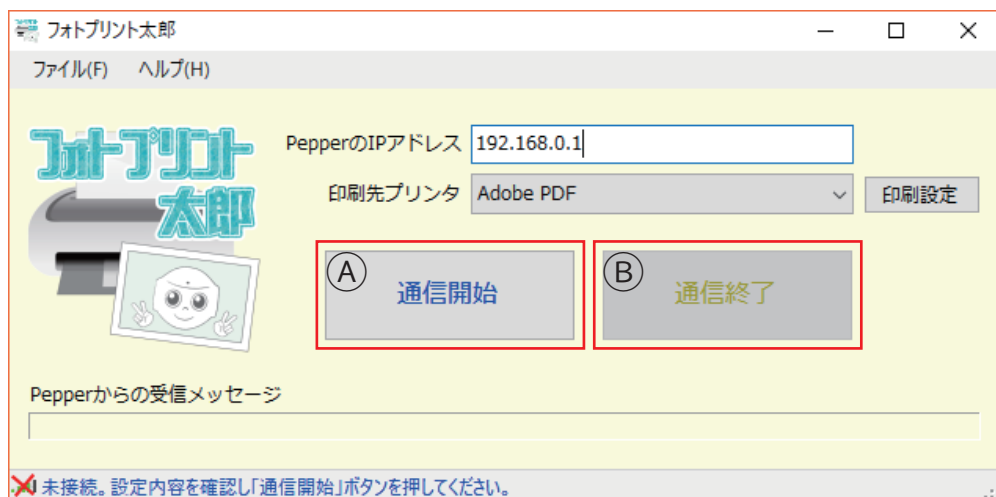 フォトプリント太郎
ファイル(F) ヘルプ(H)
フォトプリント
太郎
PepperのIPアドレス 192.168.0.1
印刷先プリンタ Adobe PDF 印刷設定
Ⓐ 通信開始 Ⓑ 通信終了
Pepperからの受信メッセージ
未接続。設定内容を確認し「通信開始」ボタンを押してください。